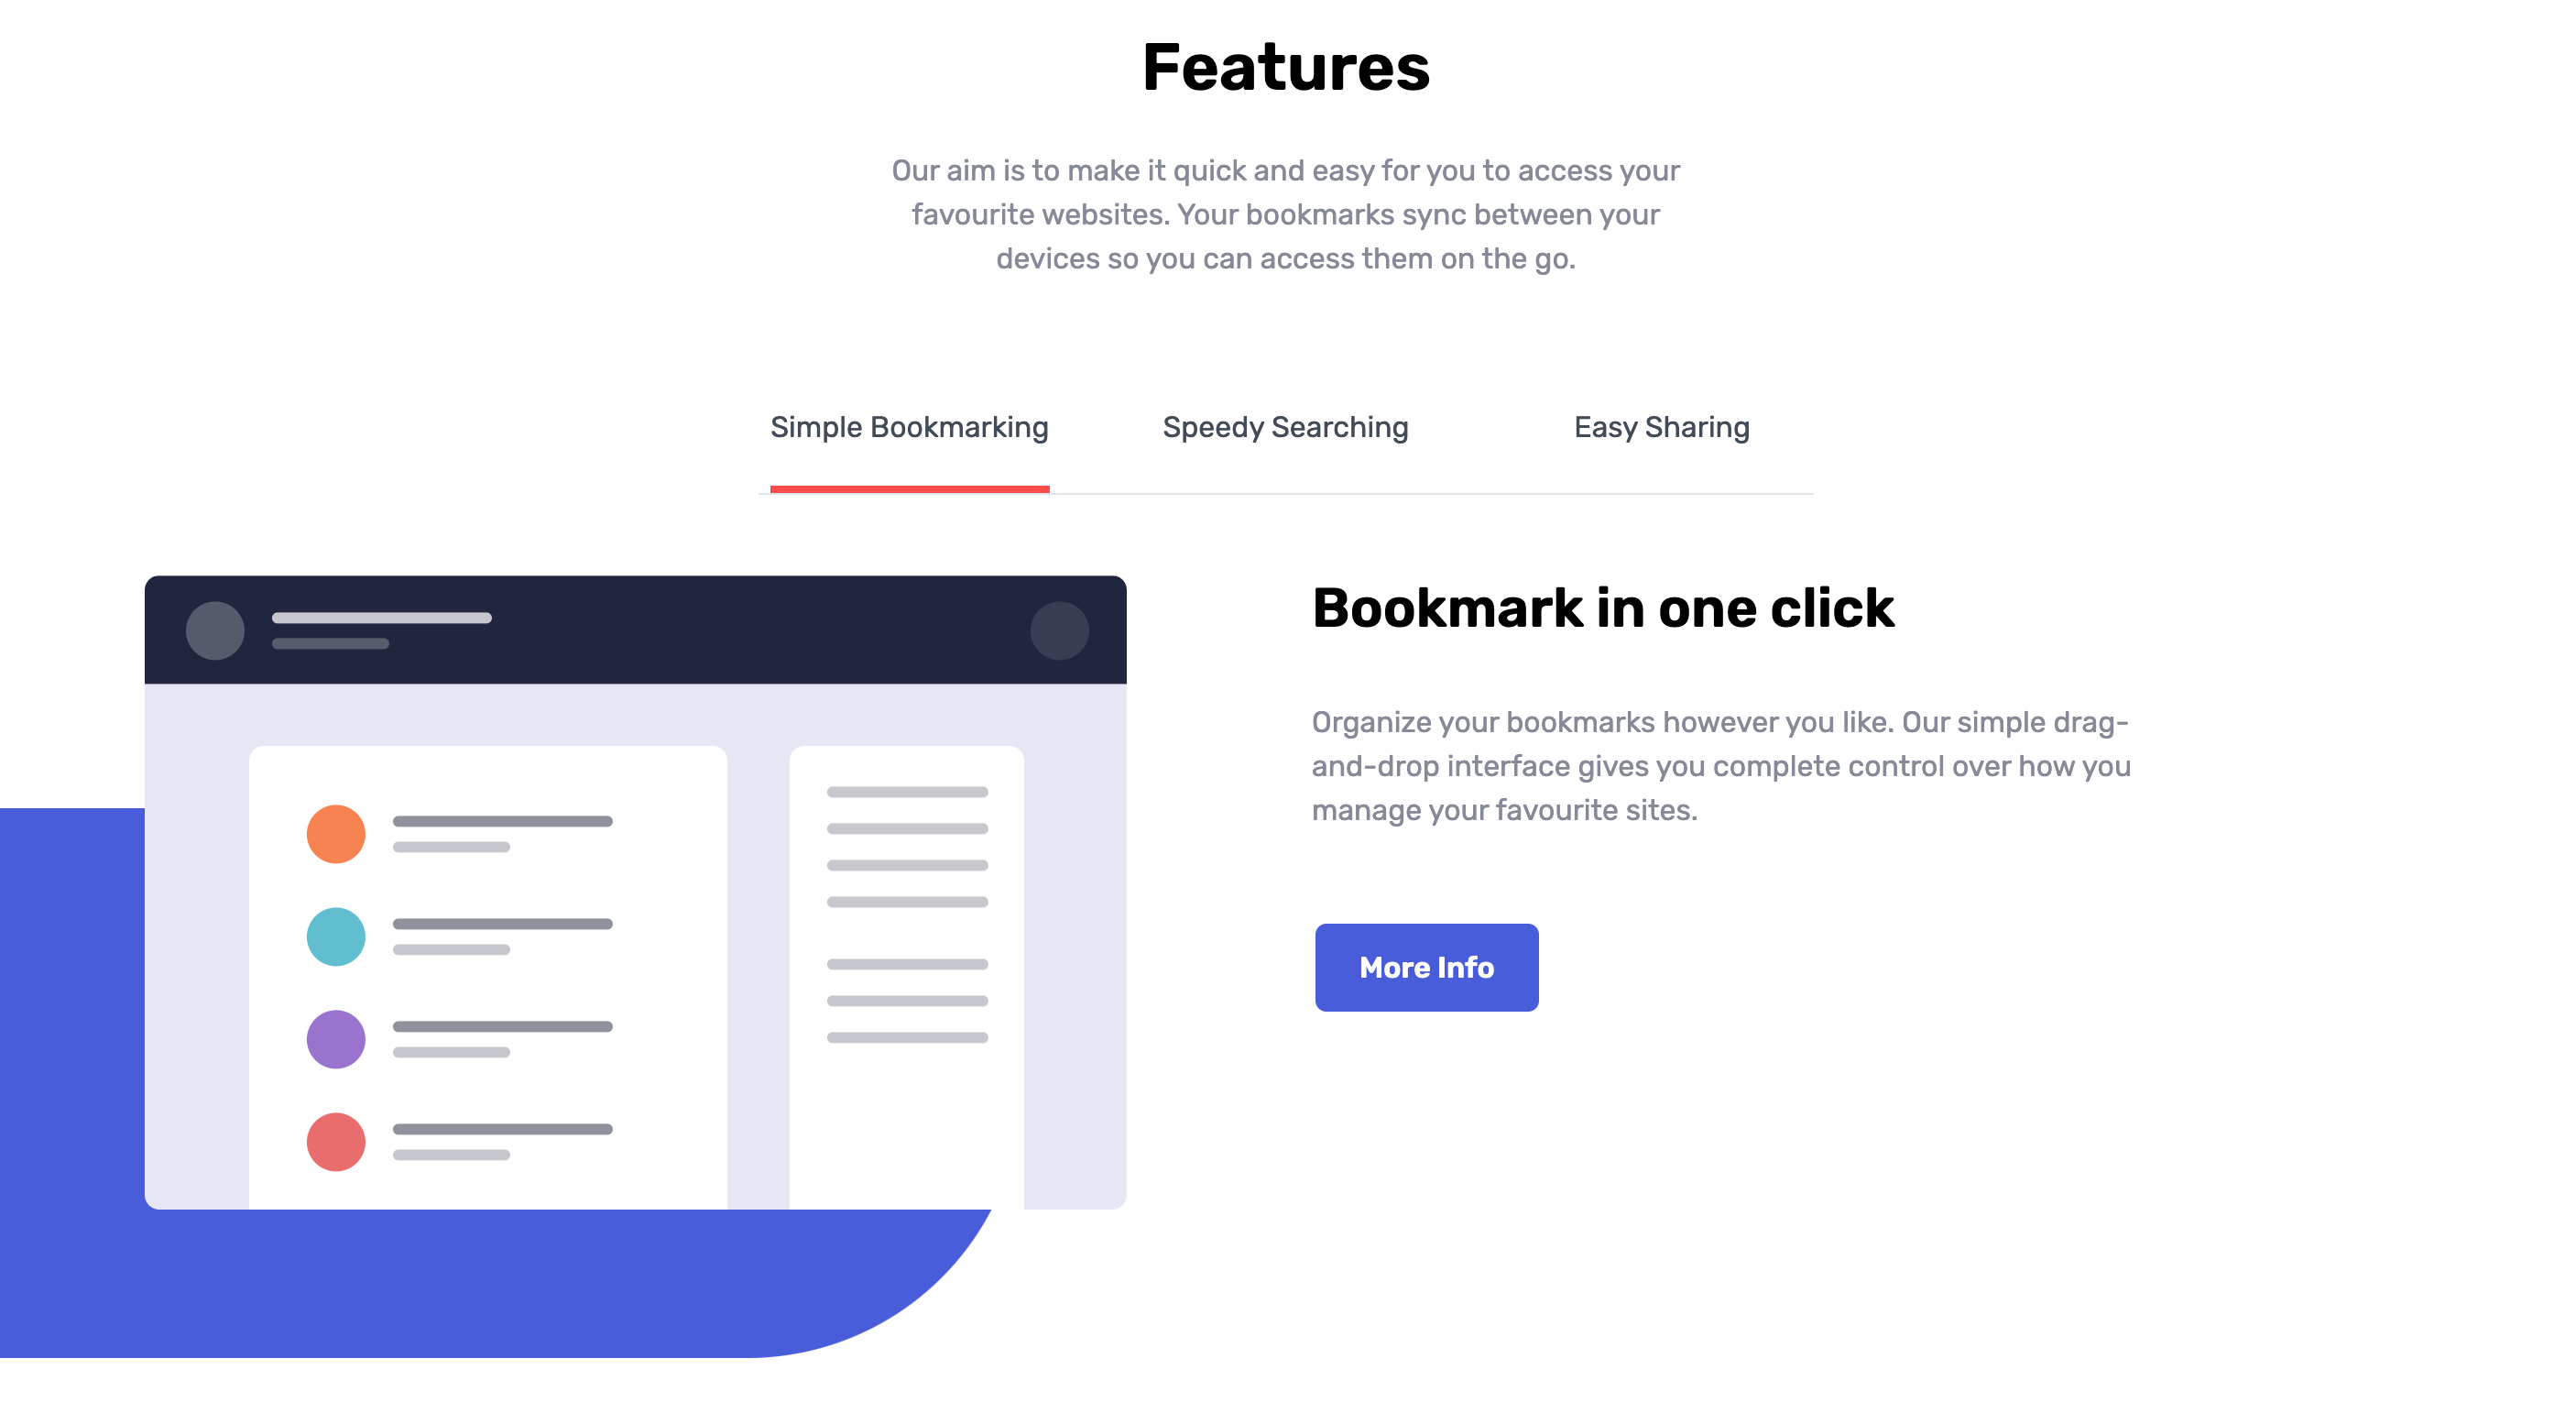 Features
Our aim is to make it quick and easy for you to access your
favourite websites. Your bookmarks sync between your
devices so you can access them on the go.
Simple Bookmarking
Speedy Searching
Easy Sharing
Bookmark in one click
Organize your bookmarks however you like. Our simple drag-
and-drop interface gives you complete control over how you
manage your favourite sites.
More Info